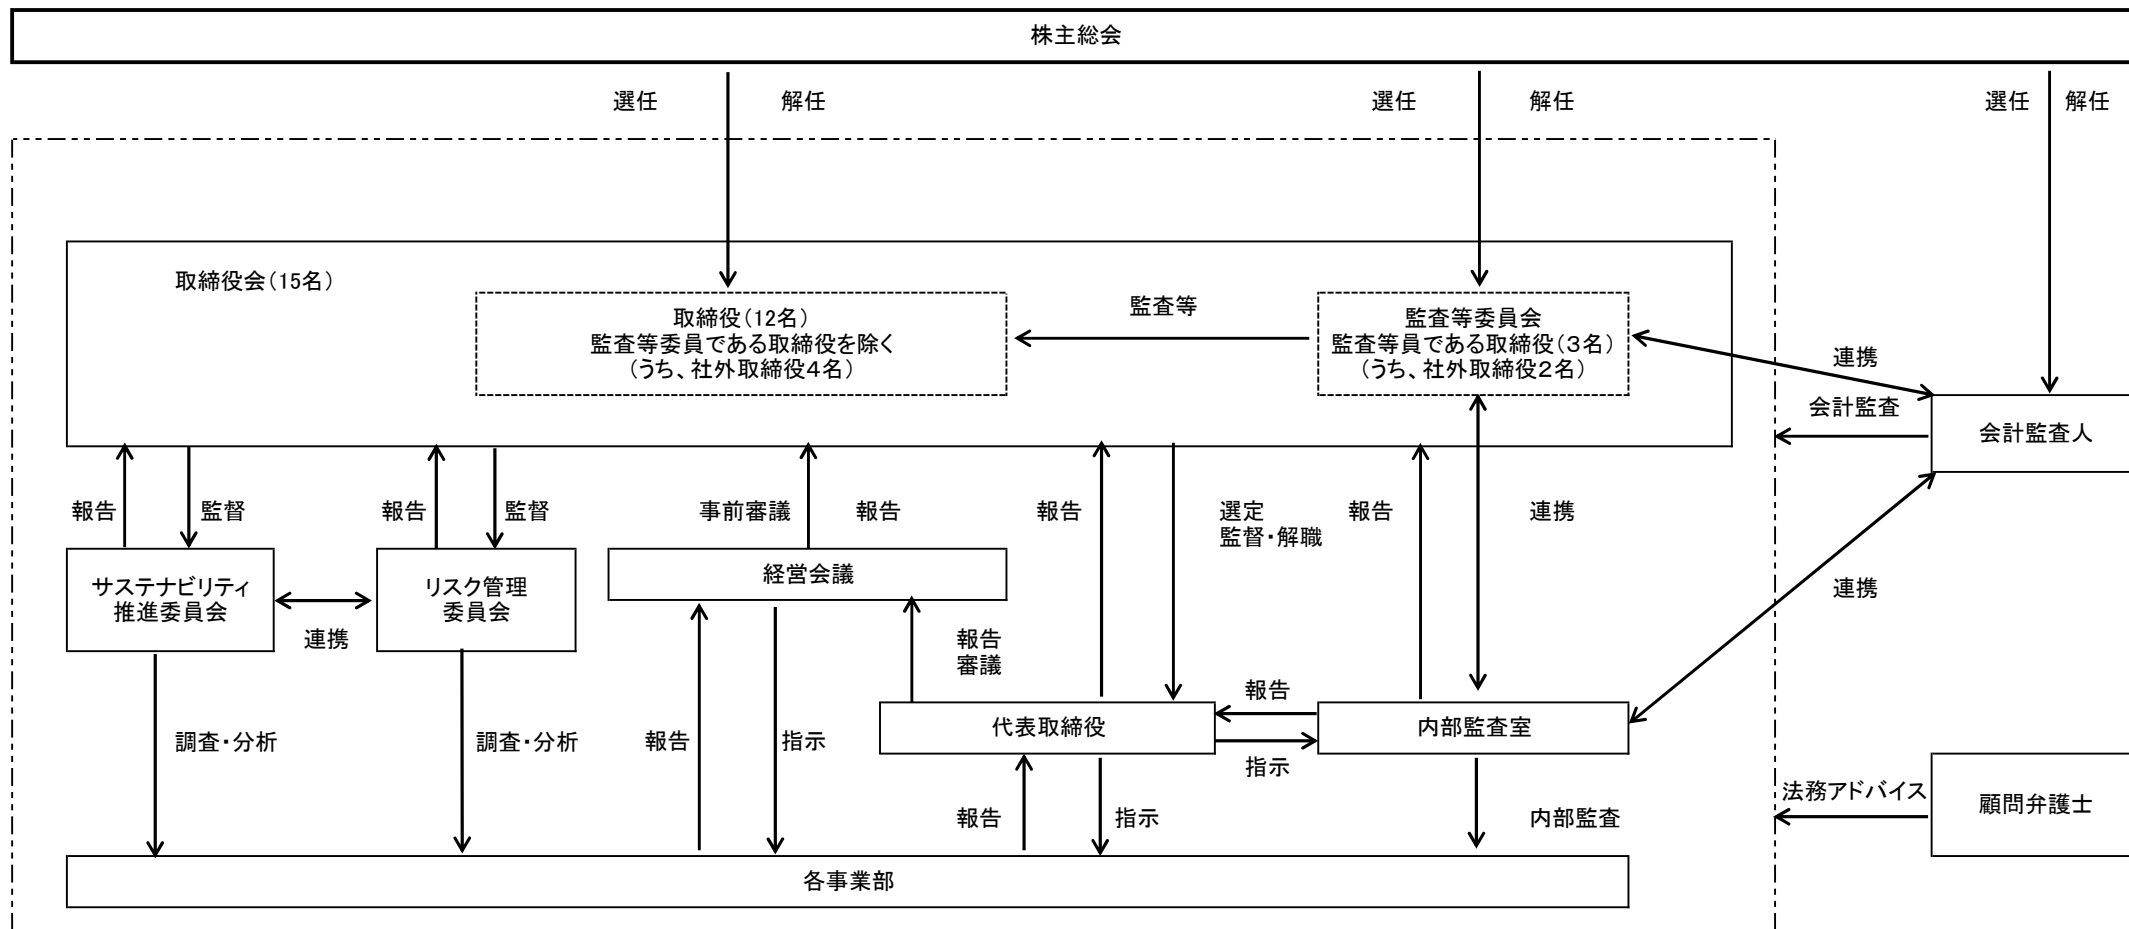 株主総会
選任
解任
選任
解任
選任
解任
取締役会(15名)
取締役(12名)
監査等委員である取締役を除く
(うち、社外取締役4名)
監査等
監査等委員会
監査等員である取締役(3名)
(うち、社外取締役2名)
連携
会計監査
会計監査人
報告
監督
報告
監督
事前審議
報告
報告
選定
監督・解職
報告
連携
サステナビリティ
推進委員会
連携
リスク管理
委員会
経営会議
連携
報告
審議
調査・分析
調査・分析
報告
指示
代表取締役
報告
指示
内部監査室
報告
指示
内部監査
法務アドバイス
顧問弁護士
各事業部